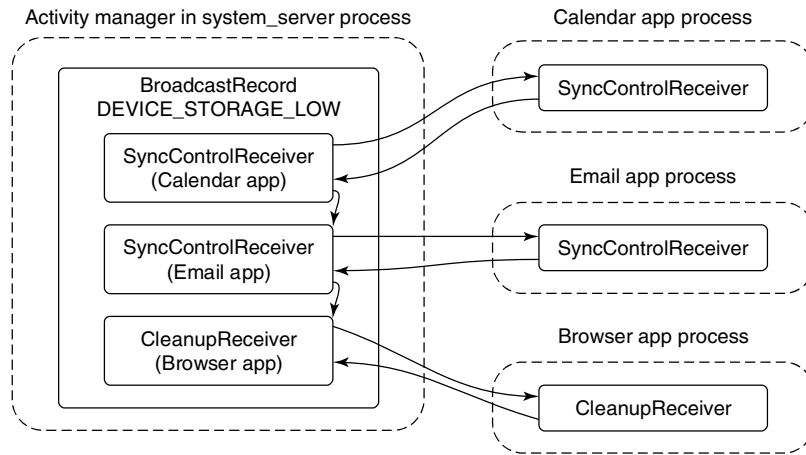 Activity manager in system_server process
BroadcastRecord
DEVICE_STORAGE_LOW
SyncControlReceiver
(Calendar app)
SyncControlReceiver
(Email app)
CleanupReceiver
(Browser app)
Calendar app process
SyncControlReceiver
Email app process
SyncControlReceiver
Browser app process
CleanupReceiver